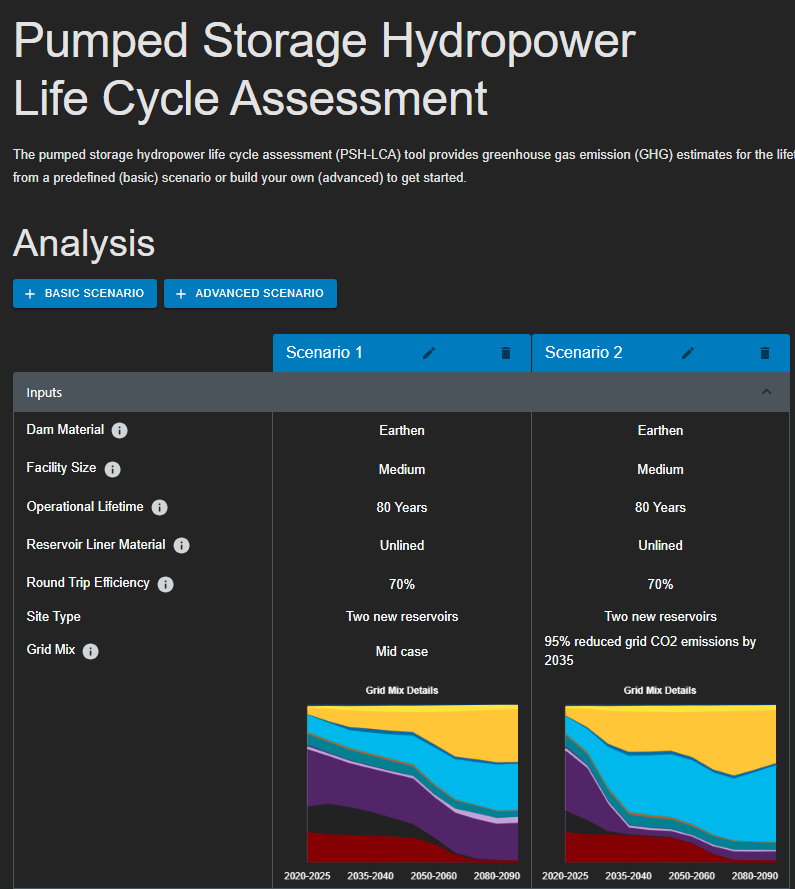 Pumped Storage Hydropower
Life Cycle Assessment
The pumped storage hydropower life cycle assessment (PSH-LCA) tool provides greenhouse gas emission (GHG) estimates for the
from a predefined (basic) scenario or build your own (advanced) to get started.
Analysis
+ BASIC SCENARIO + ADVANCED SCENARIO
Scenario 1 Scenario 2
Inputs
Dam Material Earthen Earthen
Facility Size Medium Medium
Operational Lifetime 80 Years 80 Years
Reservoir Liner Material Unlined Unlined
Round Trip Efficiency 70% 70%
Site Type Two new reservoirs Two new reservoirs
Grid Mix Mid case 95% reduced grid CO2 emissions by
2035
Grid Mix Details Grid Mix Details
2020-2025 2035-2040 2050-2060 2080-2090 2020-2025 2035-2040 2050-2060 2080-2090